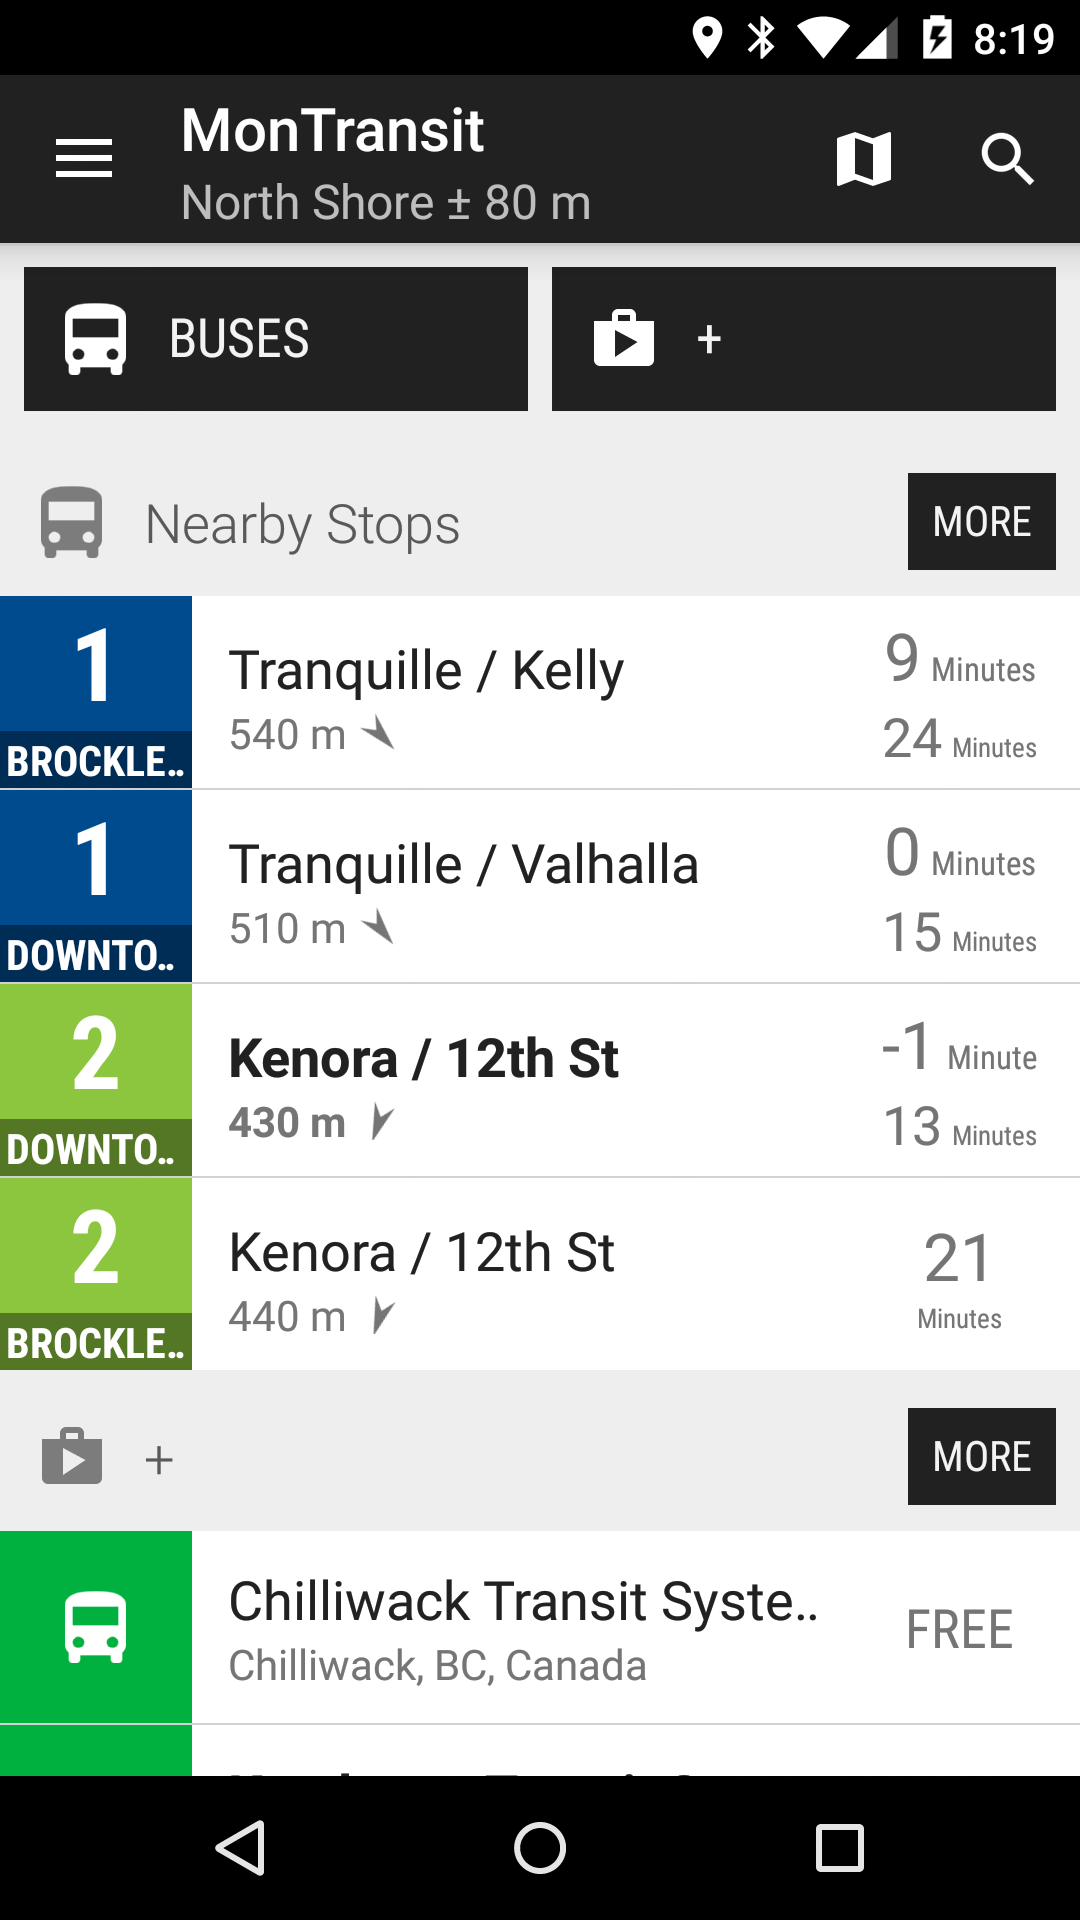 8:19
MonTransit
North Shore ± 80 m
BUSES
+
Nearby Stops
MORE
1
BROCKLE..
Tranquille / Kelly
540 m
9 Minutes
24 Minutes
1
DOWNTO..
Tranquille / Valhalla
510 m
0 Minutes
15 Minutes
2
DOWNTO..
Kenora / 12th St
430 m
-1 Minute
13 Minutes
2
BROCKLE..
Kenora / 12th St
440 m
21
Minutes
+
MORE
Chilliwack Transit Syste..
Chilliwack, BC, Canada
FREE